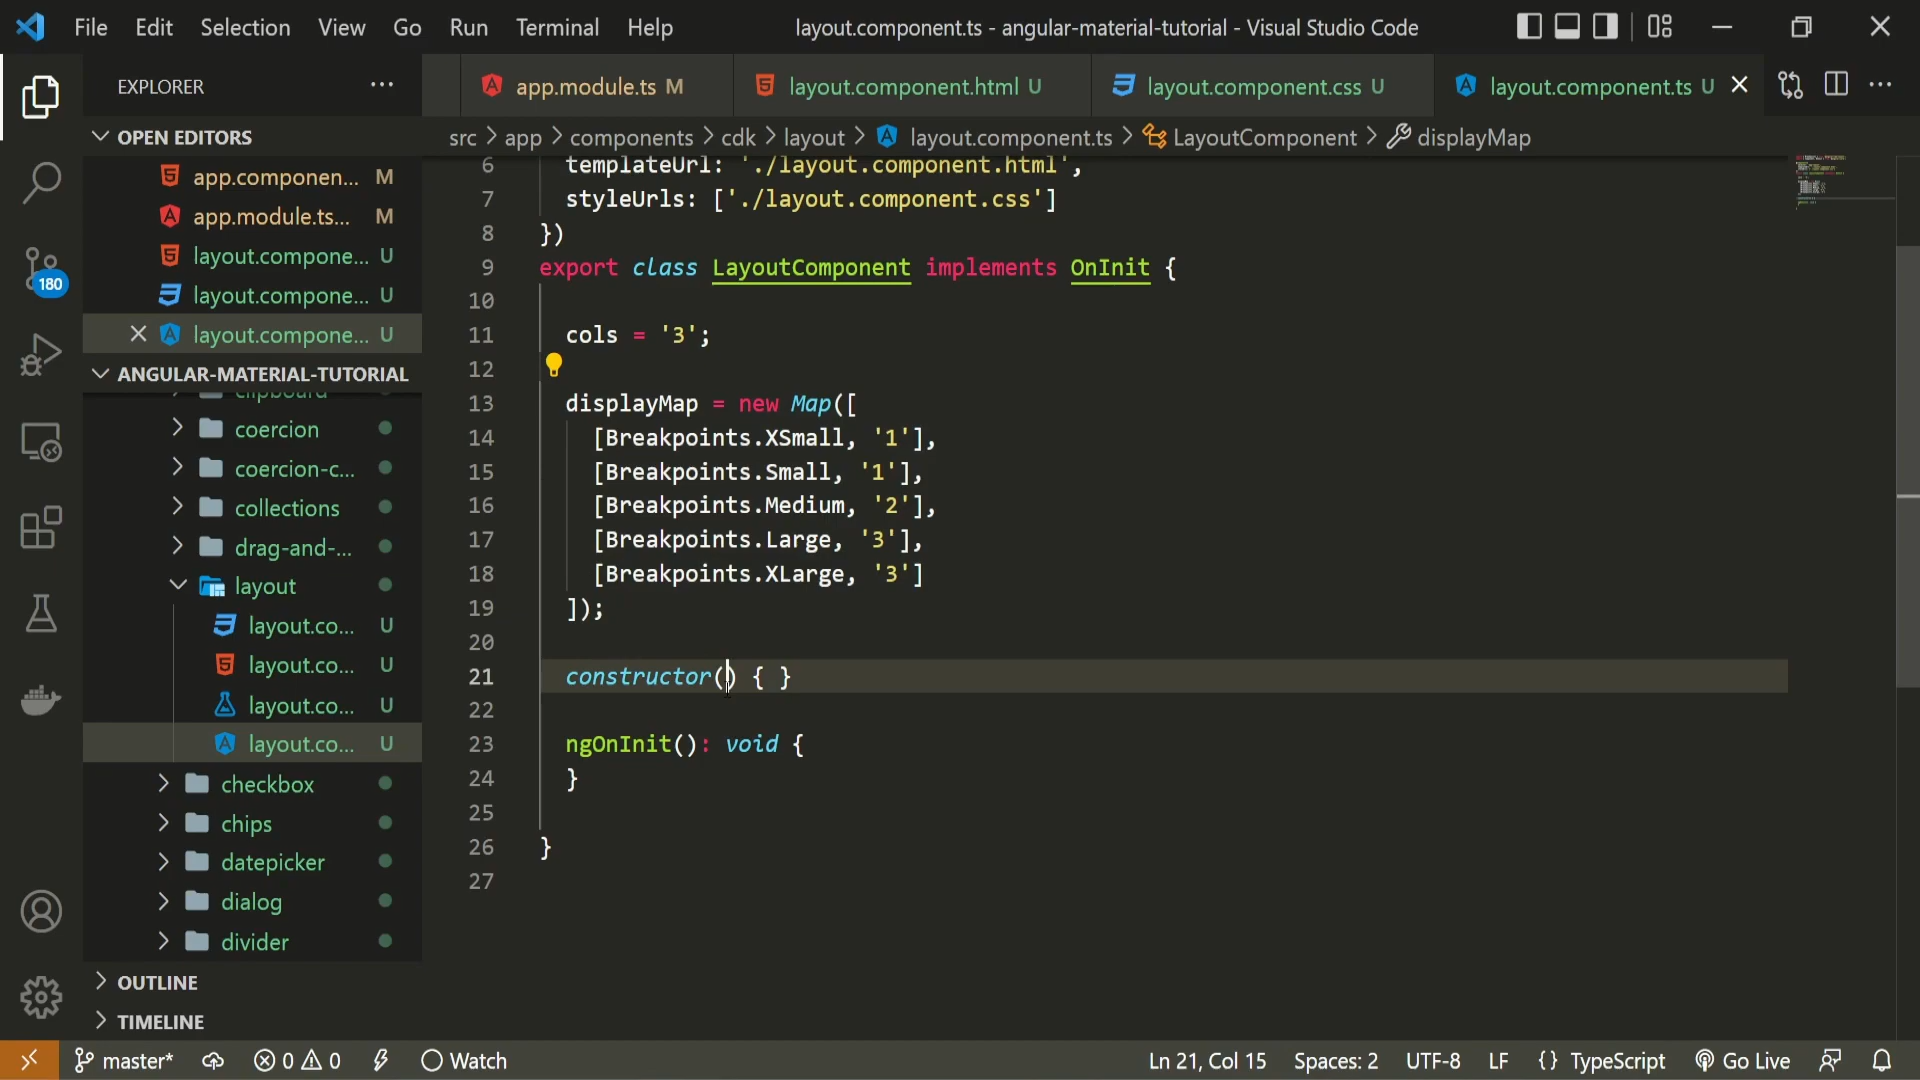 File Edit Selection View Go Run Terminal Help
layout.component.ts - angular-material-tutorial - Visual Studio Code
EXPLORER
OPEN EDITORS
app.componen... M
app.module.ts... M
layout.compone... U
layout.compone... U
layout.compone... U
ANGULAR-MATERIAL-TUTORIAL
clipboard
coercion
coercion-c...
collections
drag-and-...
layout
layout.co... U
layout.co... U
layout.co... U
layout.co... U
checkbox
chips
datepicker
dialog
divider
OUTLINE
TIMELINE
180
app.module.ts M
layout.component.html U
layout.component.css U
layout.component.ts U
src > app > components > cdk > layout > layout.component.ts > LayoutComponent > displayMap
6 templateUrl: './layout.component.html',
7 styleUrls: ['./layout.component.css']
8 })
9 export class LayoutComponent implements OnInit {
10
11 cols = '3';
12
13 displayMap = new Map([
14 [Breakpoints.XSmall, '1'],
15 [Breakpoints.Small, '1'],
16 [Breakpoints.Medium, '2'],
17 [Breakpoints.Large, '3'],
18 [Breakpoints.XLarge, '3']
19 ]);
20
21 constructor() { }
22
23 ngOnInit(): void {
24 }
25
26 }
27
master* 0 0 Watch
Ln 21, Col 15 Spaces: 2 UTF-8 LF {} TypeScript Go Live